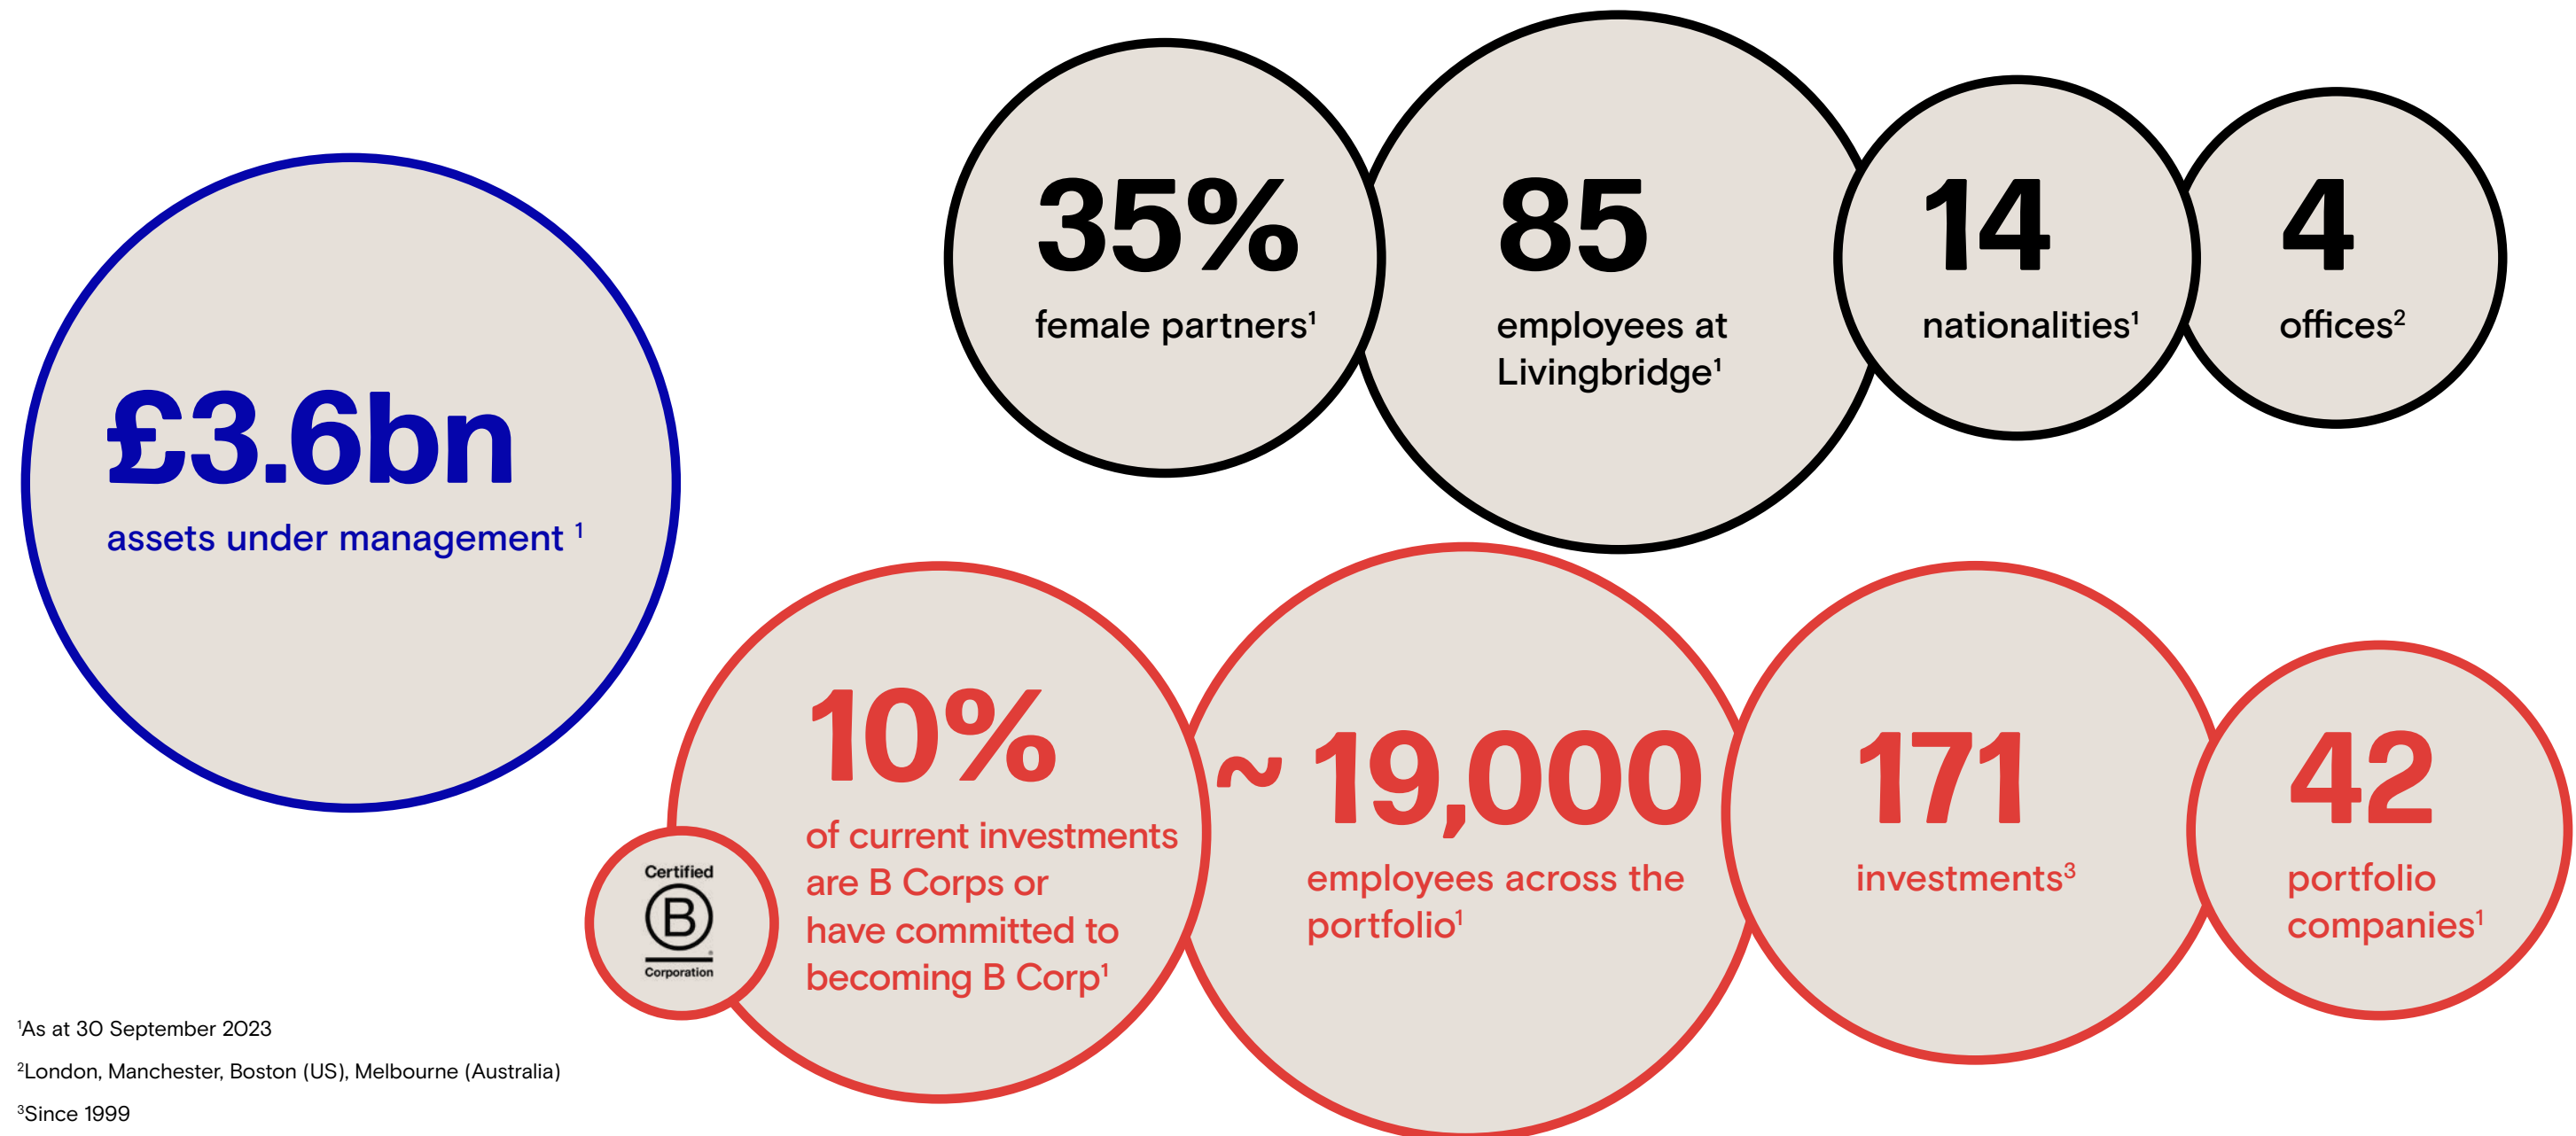 £3.6bn
assets under management ¹
35%
female partners¹
85
employees at
Livingbridge¹
14
nationalities¹
4
offices²
10%
of current investments
are B Corps or
have committed to
becoming B Corp¹
Certified
B
®
Corporation
~ 19,000
employees across the
portfolio¹
171
investments³
42
portfolio
companies¹
¹As at 30 September 2023
²London, Manchester, Boston (US), Melbourne (Australia)
³Since 1999